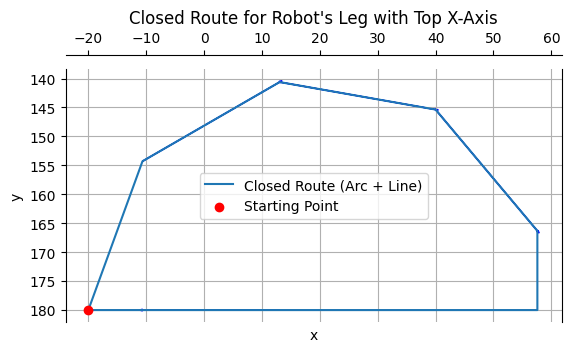 Closed Route for Robot's Leg with Top X-Axis
−20 −10 0 10 20 30 40 50 60
140
145
150
155
160
165
170
175
180
y
Closed Route (Arc + Line)
Starting Point
x